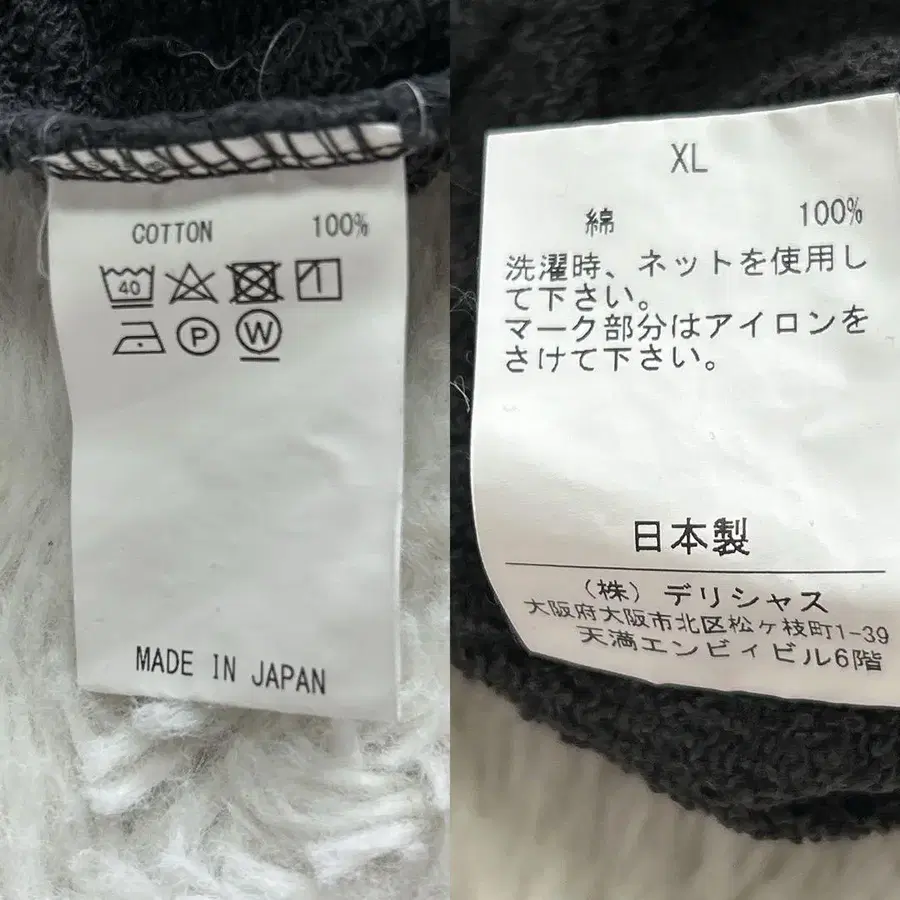 COTTON 100%
40
P W
MADE IN JAPAN
XL
綿 100%
洗濯時、ネットを使用し
て下さい。
マーク部分はアイロンを
さけて下さい。
日本製
(株) デリシャス
大阪府大阪市北区松ヶ枝町1-39
天満エンビィビル6階